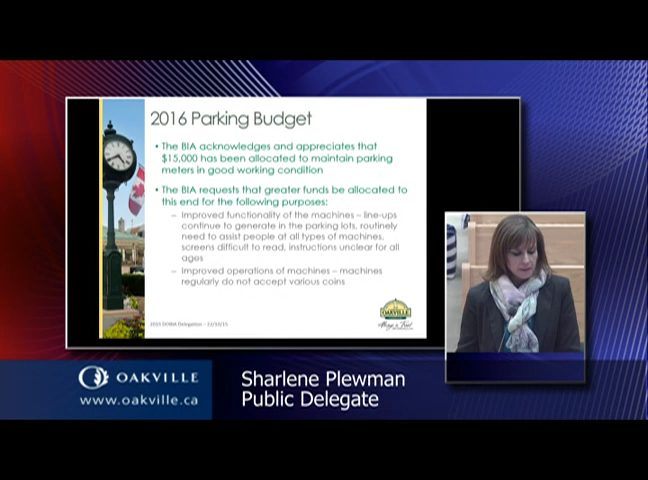 2016 Parking Budget
• The BIA acknowledges and appreciates that
$15,000 has been allocated to maintain parking
meters in good working condition
• The BIA requests that greater funds be allocated to
this end for the following purposes:
– Improved functionality of the machines – line-ups
continue to generate in the parking lots, routinely
need to assist people at all types of machines,
screens difficult to read, instructions unclear for all
ages
– Improved operations of machines – machines
regularly do not accept various coins
OAKVILLE
OAKVILLE
www.oakville.ca
Sharlene Plewman
Public Delegate